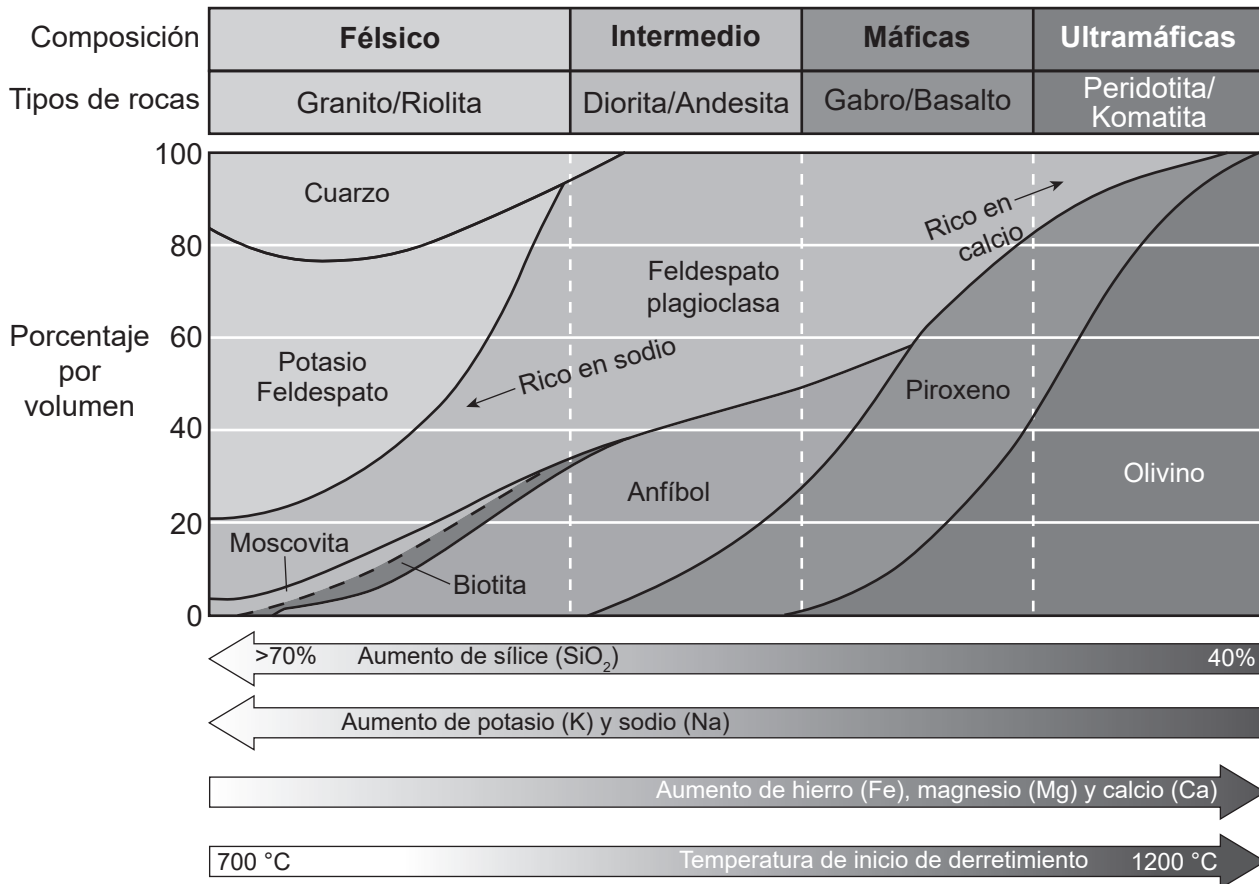 Composición Félsico Intermedio Máficas Ultramáficas
Tipos de rocas Granito/Riolita Diorita/Andesita Gabro/Basalto Peridotita/
Komatita
100
Cuarzo
Rico en
calcio
80
Feldespato
plagioclasa
Porcentaje
por
volumen
60
Potasio
Feldespato
Rico en sodio
Piroxeno
40
Anfíbol
Olivino
20
Moscovita
Biotita
0
>70% Aumento de sílice (SiO₂) 40%
Aumento de potasio (K) y sodio (Na)
Aumento de hierro (Fe), magnesio (Mg) y calcio (Ca)
700 °C Temperatura de inicio de derretimiento 1200 °C